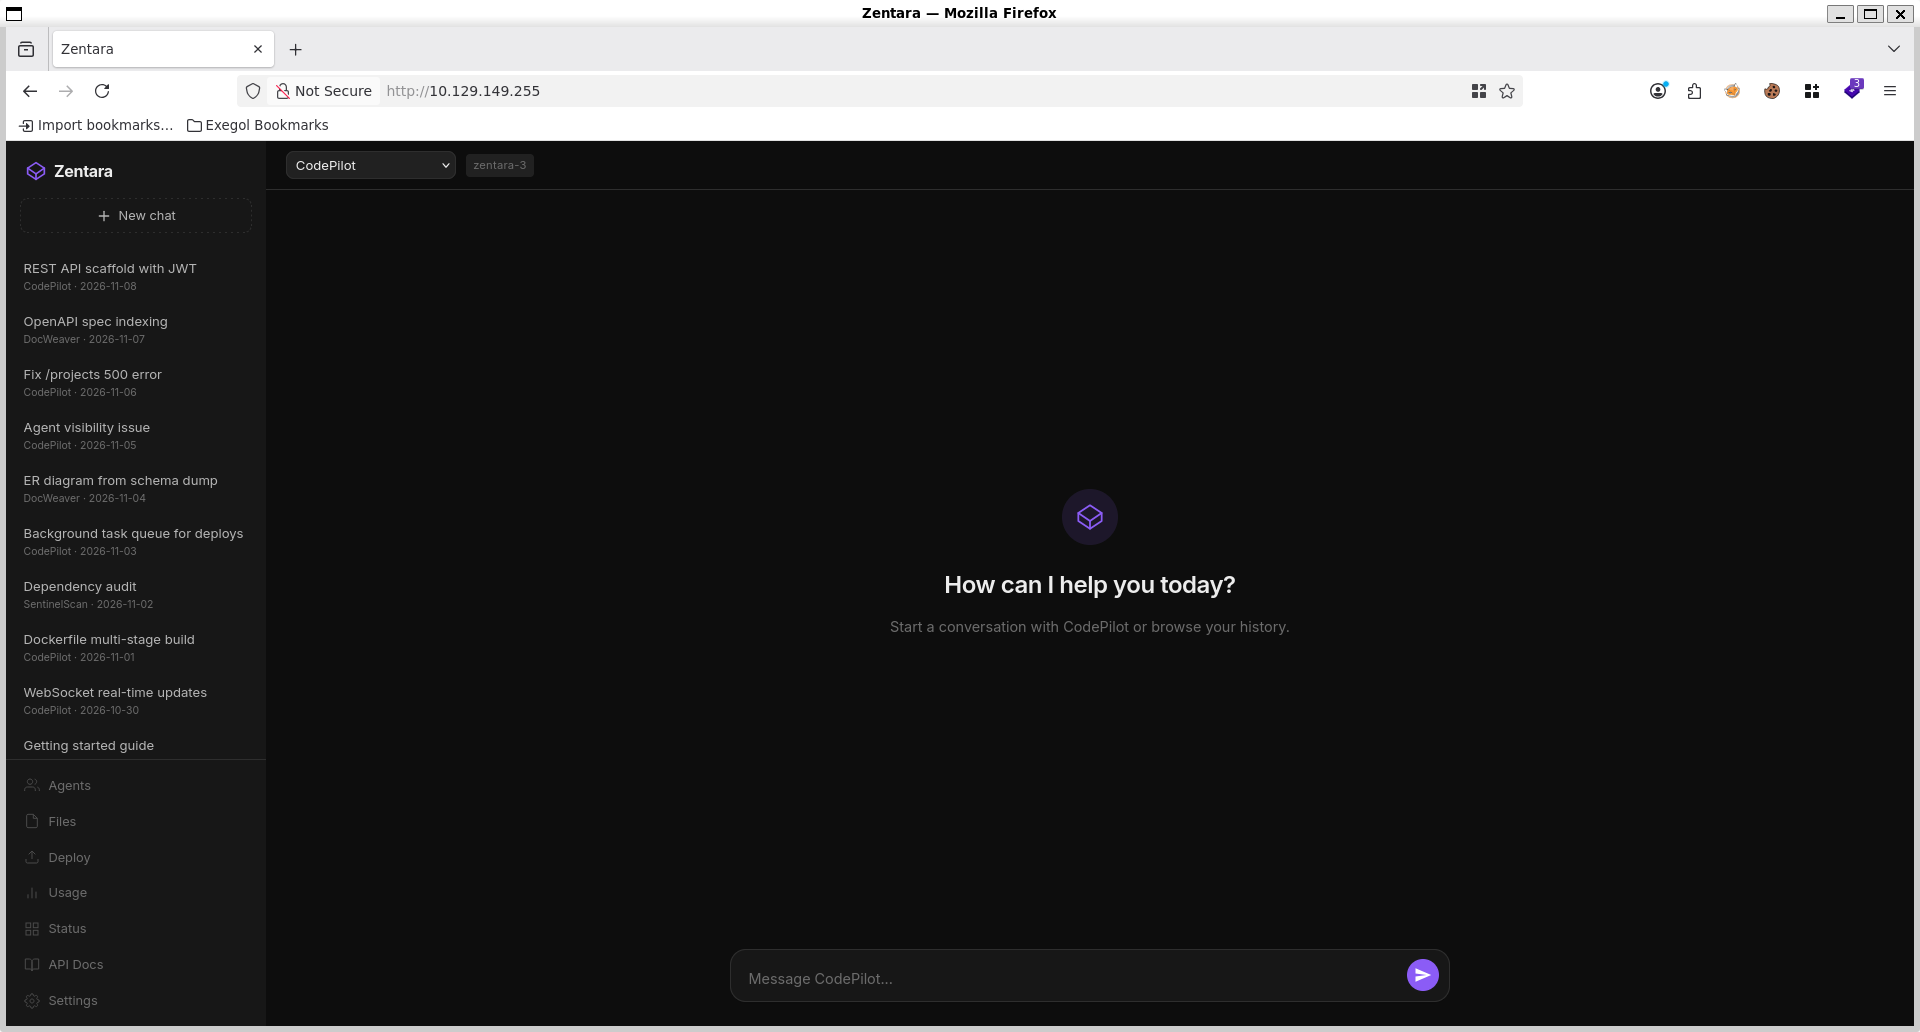 Zentara — Mozilla Firefox
Zentara
Not Secure
http://10.129.149.255
3
Import bookmarks...
Exegol Bookmarks
Zentara
New chat
REST API scaffold with JWT
CodePilot · 2026-11-08
OpenAPI spec indexing
DocWeaver · 2026-11-07
Fix /projects 500 error
CodePilot · 2026-11-06
Agent visibility issue
CodePilot · 2026-11-05
ER diagram from schema dump
DocWeaver · 2026-11-04
Background task queue for deploys
CodePilot · 2026-11-03
Dependency audit
SentinelScan · 2026-11-02
Dockerfile multi-stage build
CodePilot · 2026-11-01
WebSocket real-time updates
CodePilot · 2026-10-30
Getting started guide
Agents
Files
Deploy
Usage
Status
API Docs
Settings
CodePilot
zentara-3
How can I help you today?
Start a conversation with CodePilot or browse your history.
Message CodePilot...